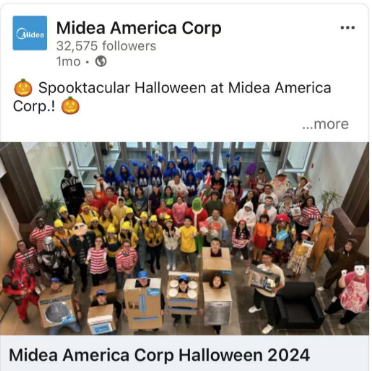 Midea
Midea America Corp
32,575 followers
1mo •
🎃 Spooktacular Halloween at Midea America
Corp.! 🎃
...more
Midea America Corp Halloween 2024